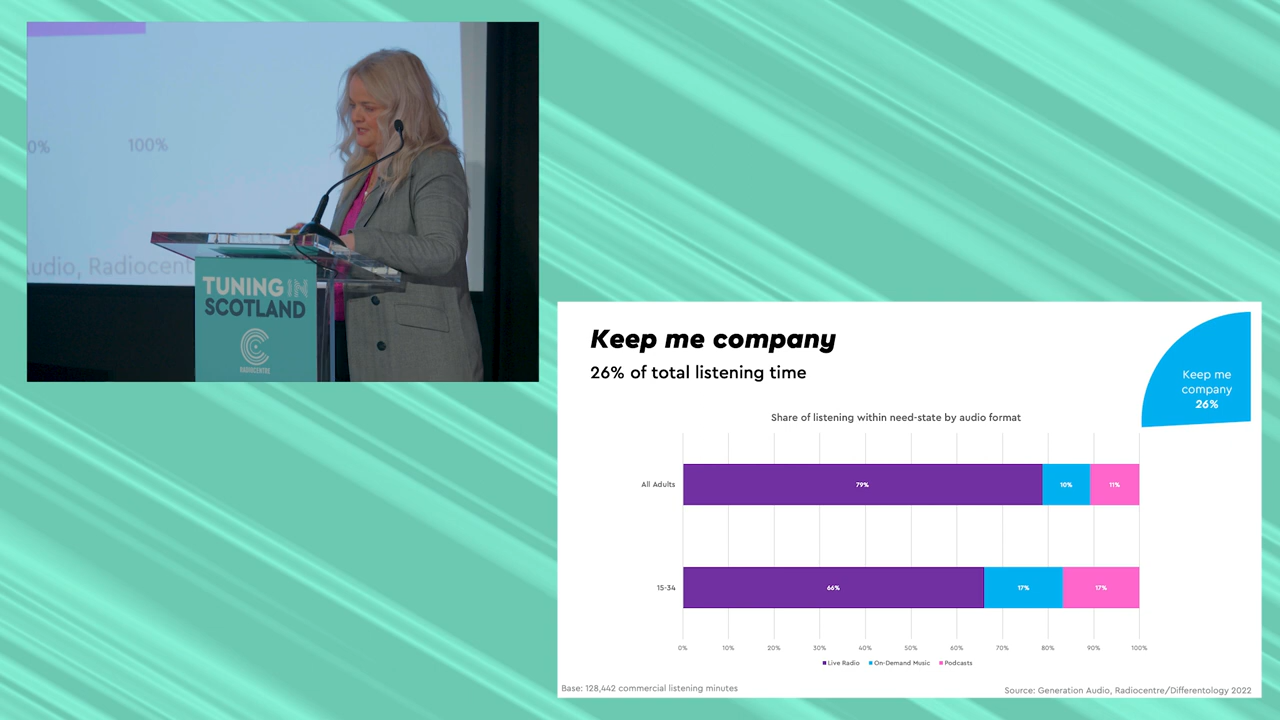 0%
100%
udio, Radiocent
TUNING IN
SCOTLAND
RADIOCENTRE
Keep me company
26% of total listening time
Keep me
company
26%
Share of listening within need-state by audio format
All Adults
79%
10%
11%
15-34
66%
17%
17%
0%
10%
20%
30%
40%
50%
60%
70%
80%
90%
100%
Live Radio
On-Demand Music
Podcasts
Base: 128,442 commercial listening minutes
Source: Generation Audio, Radiocentre/Differentology 2022